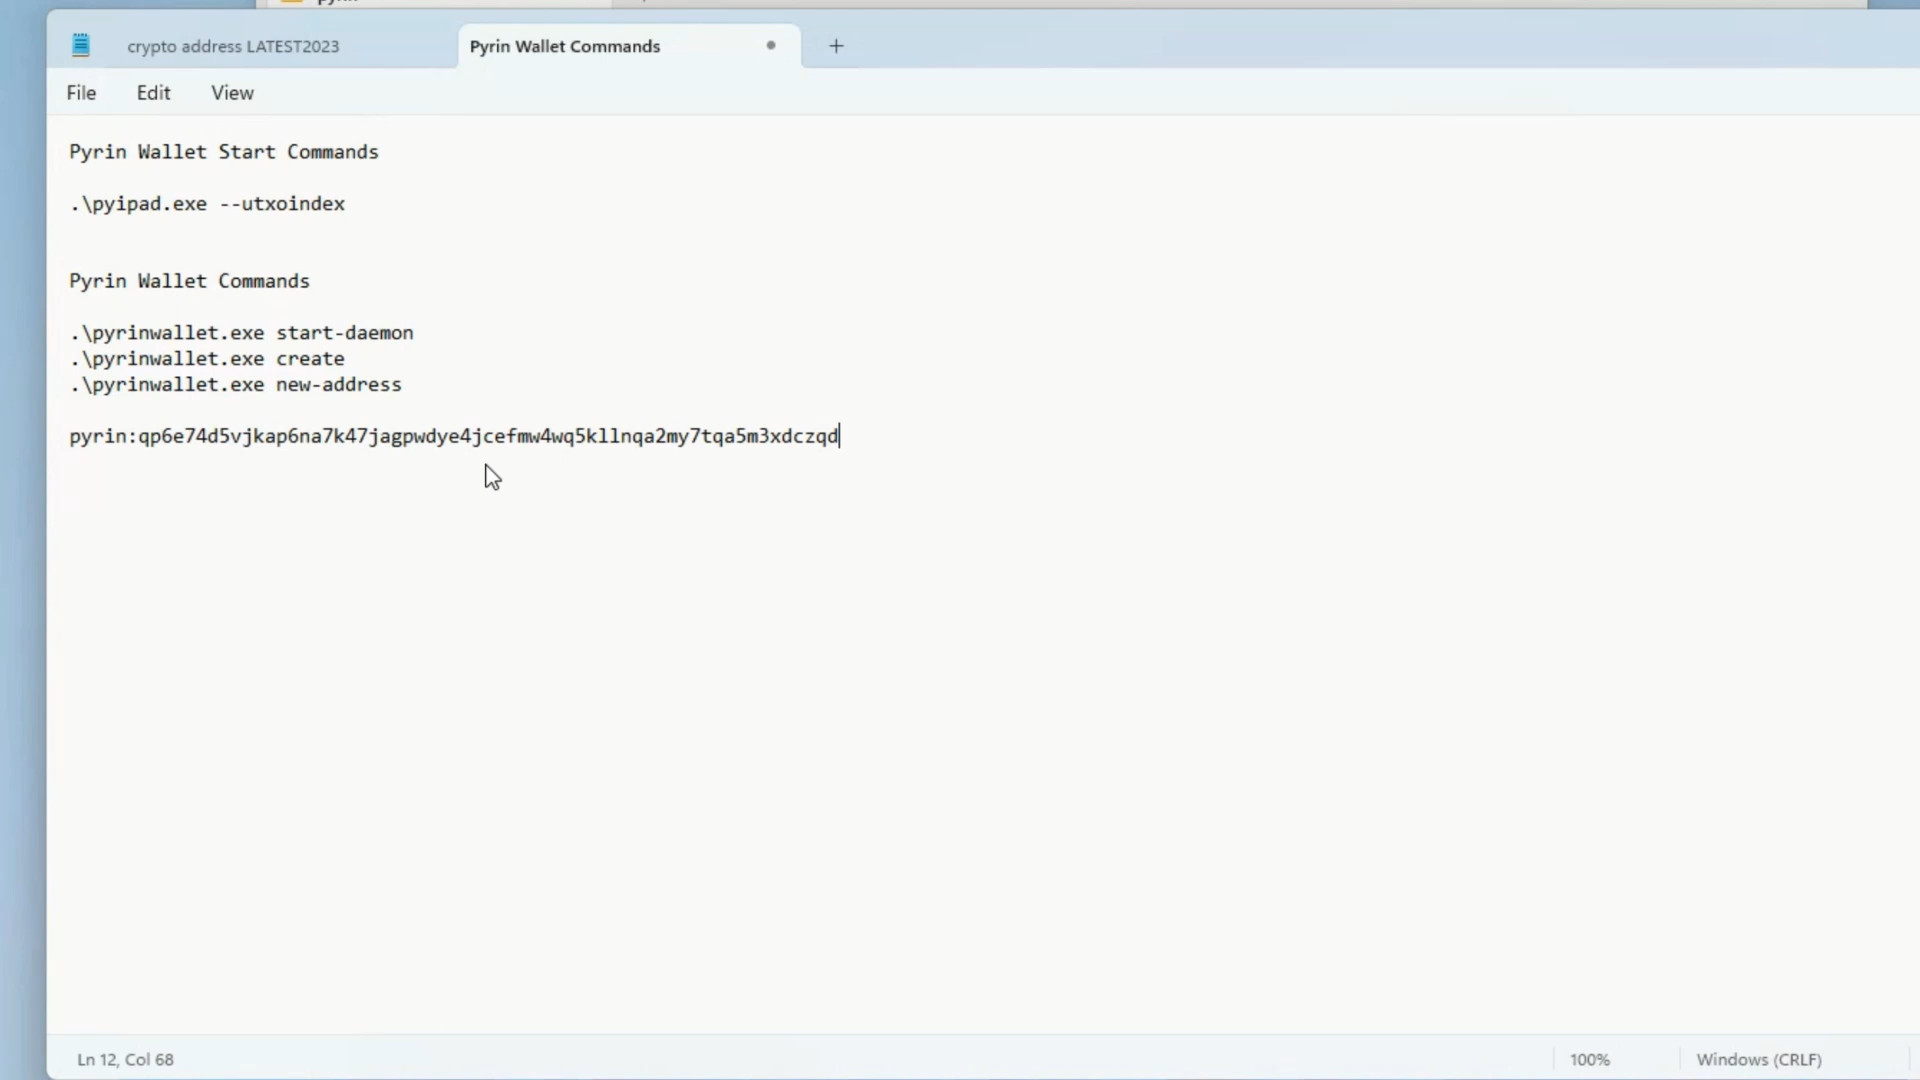 crypto address LATEST2023
Pyrin Wallet Commands
File Edit View
Pyrin Wallet Start Commands
.\pyipad.exe --utxoindex
Pyrin Wallet Commands
.\pyrinwallet.exe start-daemon
.\pyrinwallet.exe create
.\pyrinwallet.exe new-address
pyrin:qp6e74d5vjkap6na7k47jagpwdye4jcefmw4wq5kllnqa2my7tqa5m3xdczqd
Ln 12, Col 68
100%
Windows (CRLF)